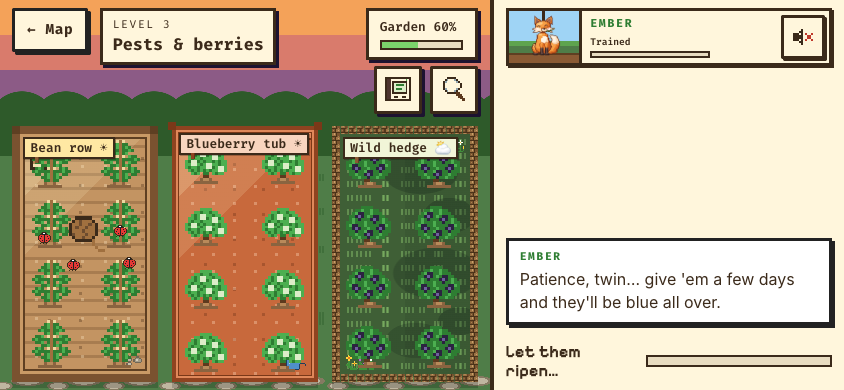 ← Map
LEVEL 3
Pests & berries
Garden 60%
Bean row ☀
Blueberry tub ☀
Wild hedge ⛅
EMBER
Trained
EMBER
Patience, twin... give 'em a few days
and they'll be blue all over.
Let them
ripen...